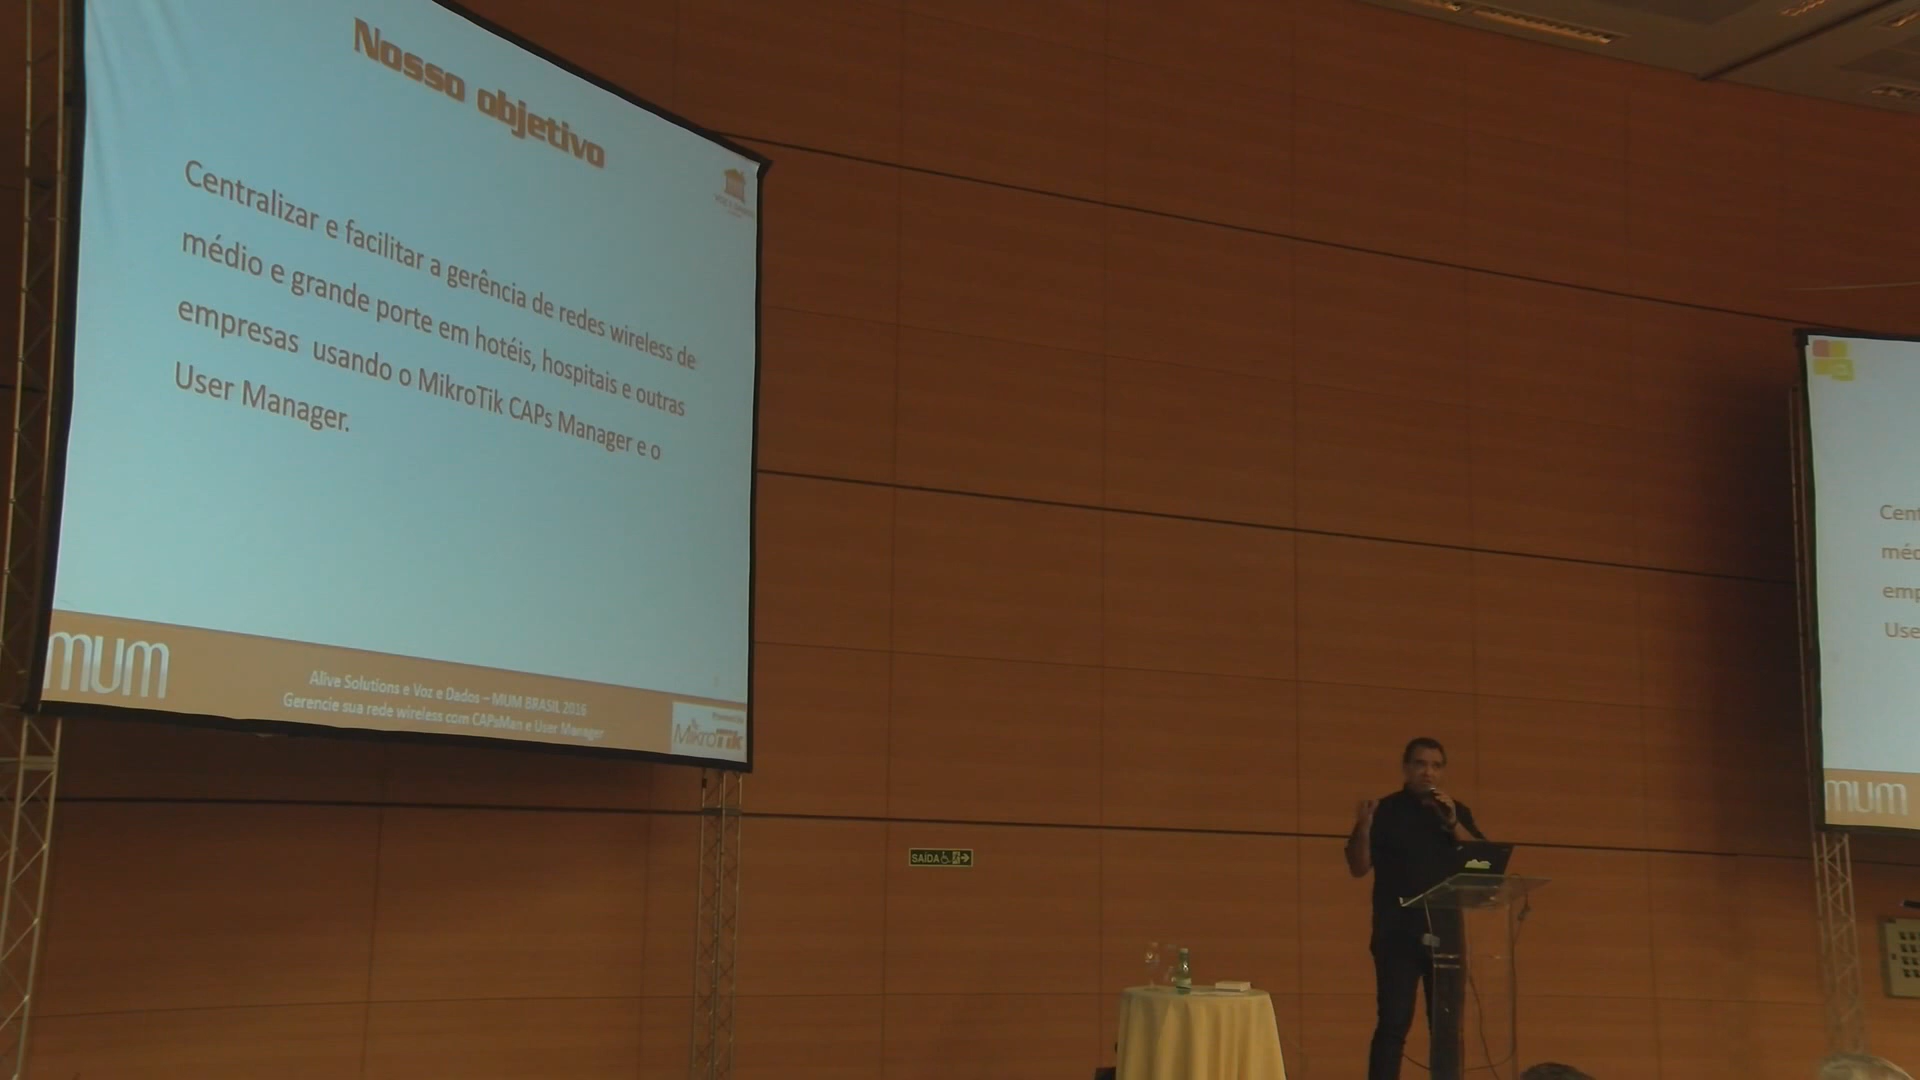 Nosso objetivo
Centralizar e facilitar a gerência de redes wireless de
médio e grande porte em hotéis, hospitais e outras
empresas usando o MikroTik CAPs Manager e o
User Manager.
mum
Alive Solutions e Voz e Dados – MUM BRASIL 2016
Gerencie sua rede wireless com CAPsMan e User Manager
MikroTik
SAÍDA
Cent
méd
emp
Use
mum